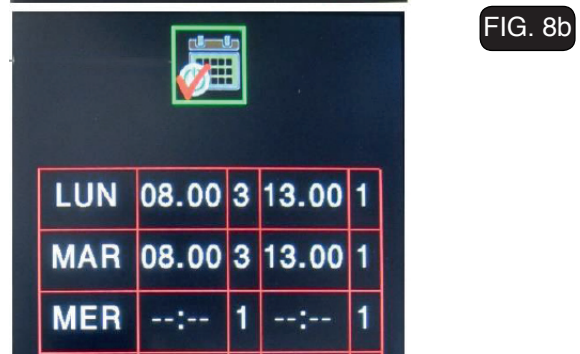 FIG. 8b
LUN 08.00 3 13.00 1
MAR 08.00 3 13.00 1
MER --:-- 1 --:-- 1